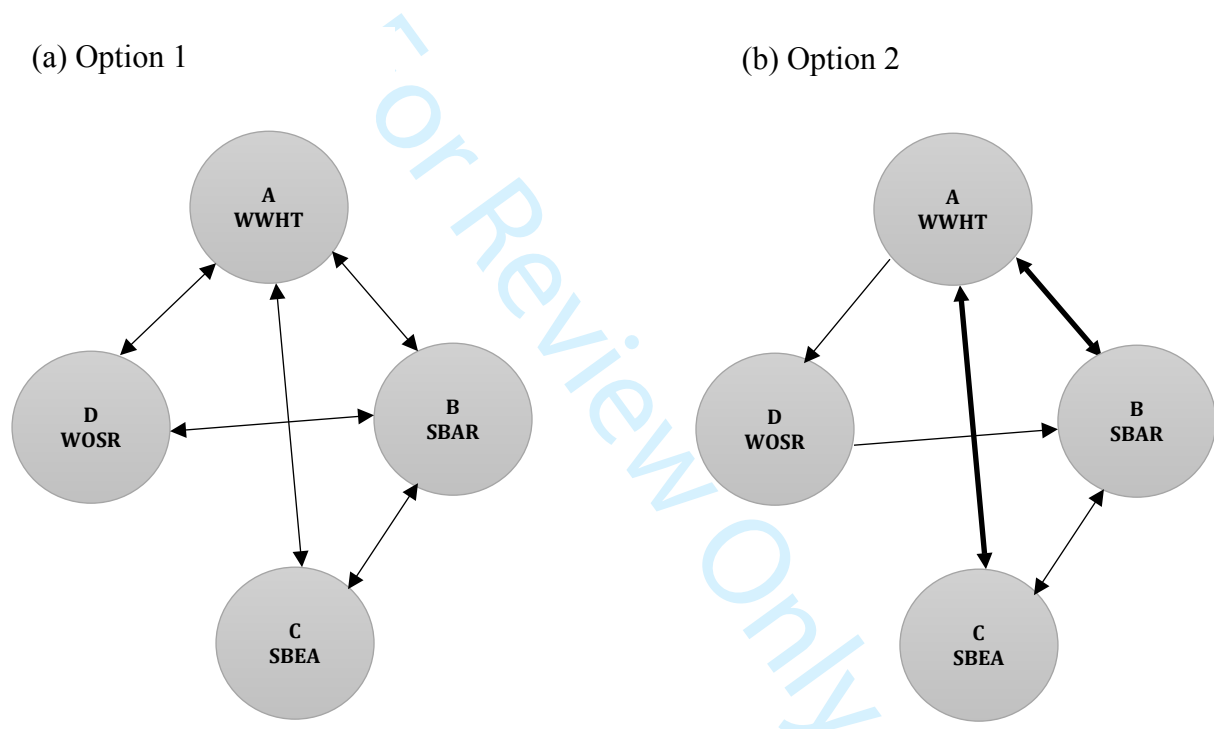 (a) Option 1
(b) Option 2
For Review Only
A
WWHT
D
WOSR
B
SBAR
C
SBEA
A
WWHT
D
WOSR
B
SBAR
C
SBEA